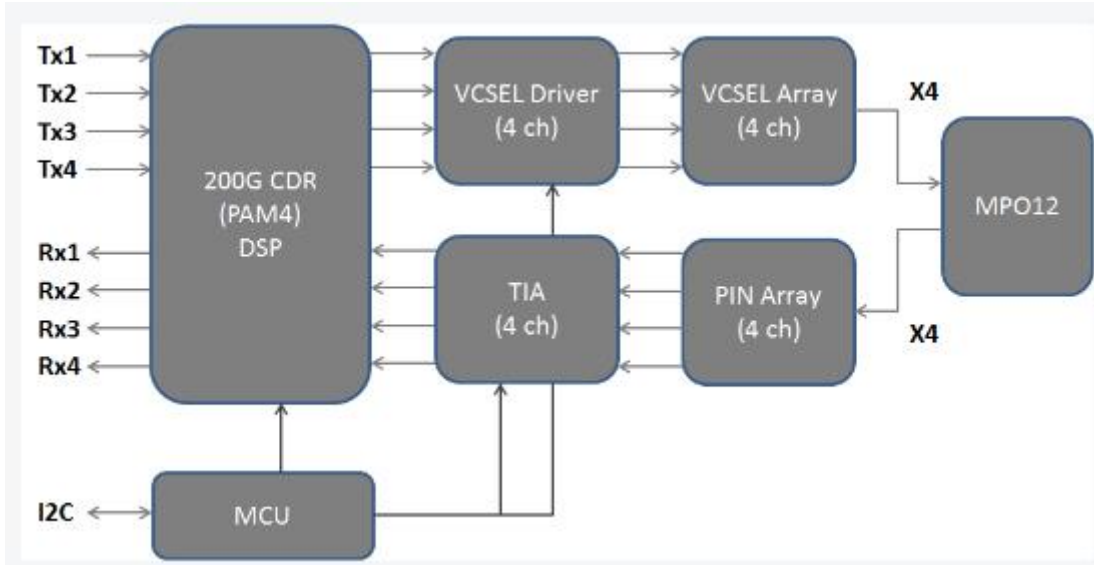 Tx1
Tx2
Tx3
Tx4
Rx1
Rx2
Rx3
Rx4
I2C
200G CDR
(PAM4)
DSP
MCU
VCSEL Driver
(4 ch)
TIA
(4 ch)
VCSEL Array
(4 ch)
PIN Array
(4 ch)
X4
MPO12
X4